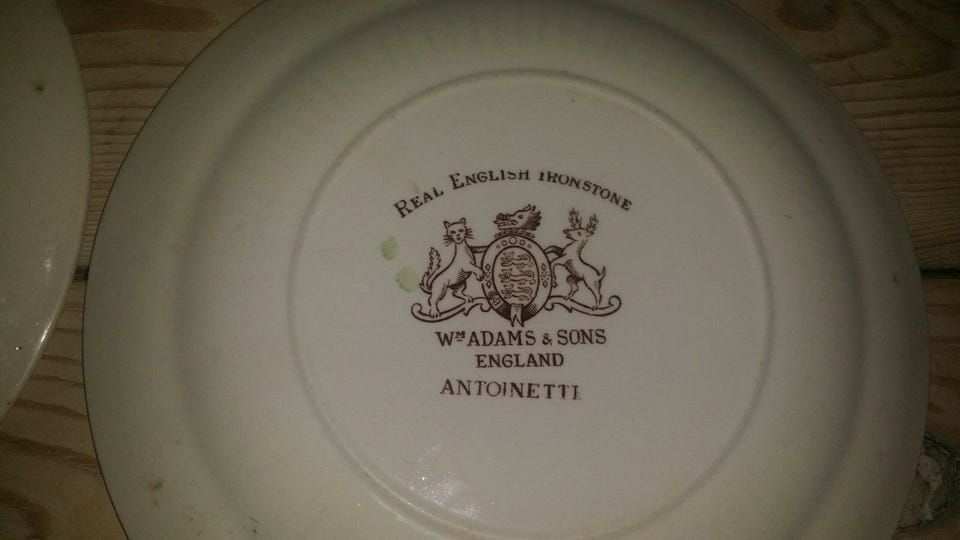 REAL ENGLISH IRONSTONE
WM ADAMS & SONS
ENGLAND
ANTOINETTE